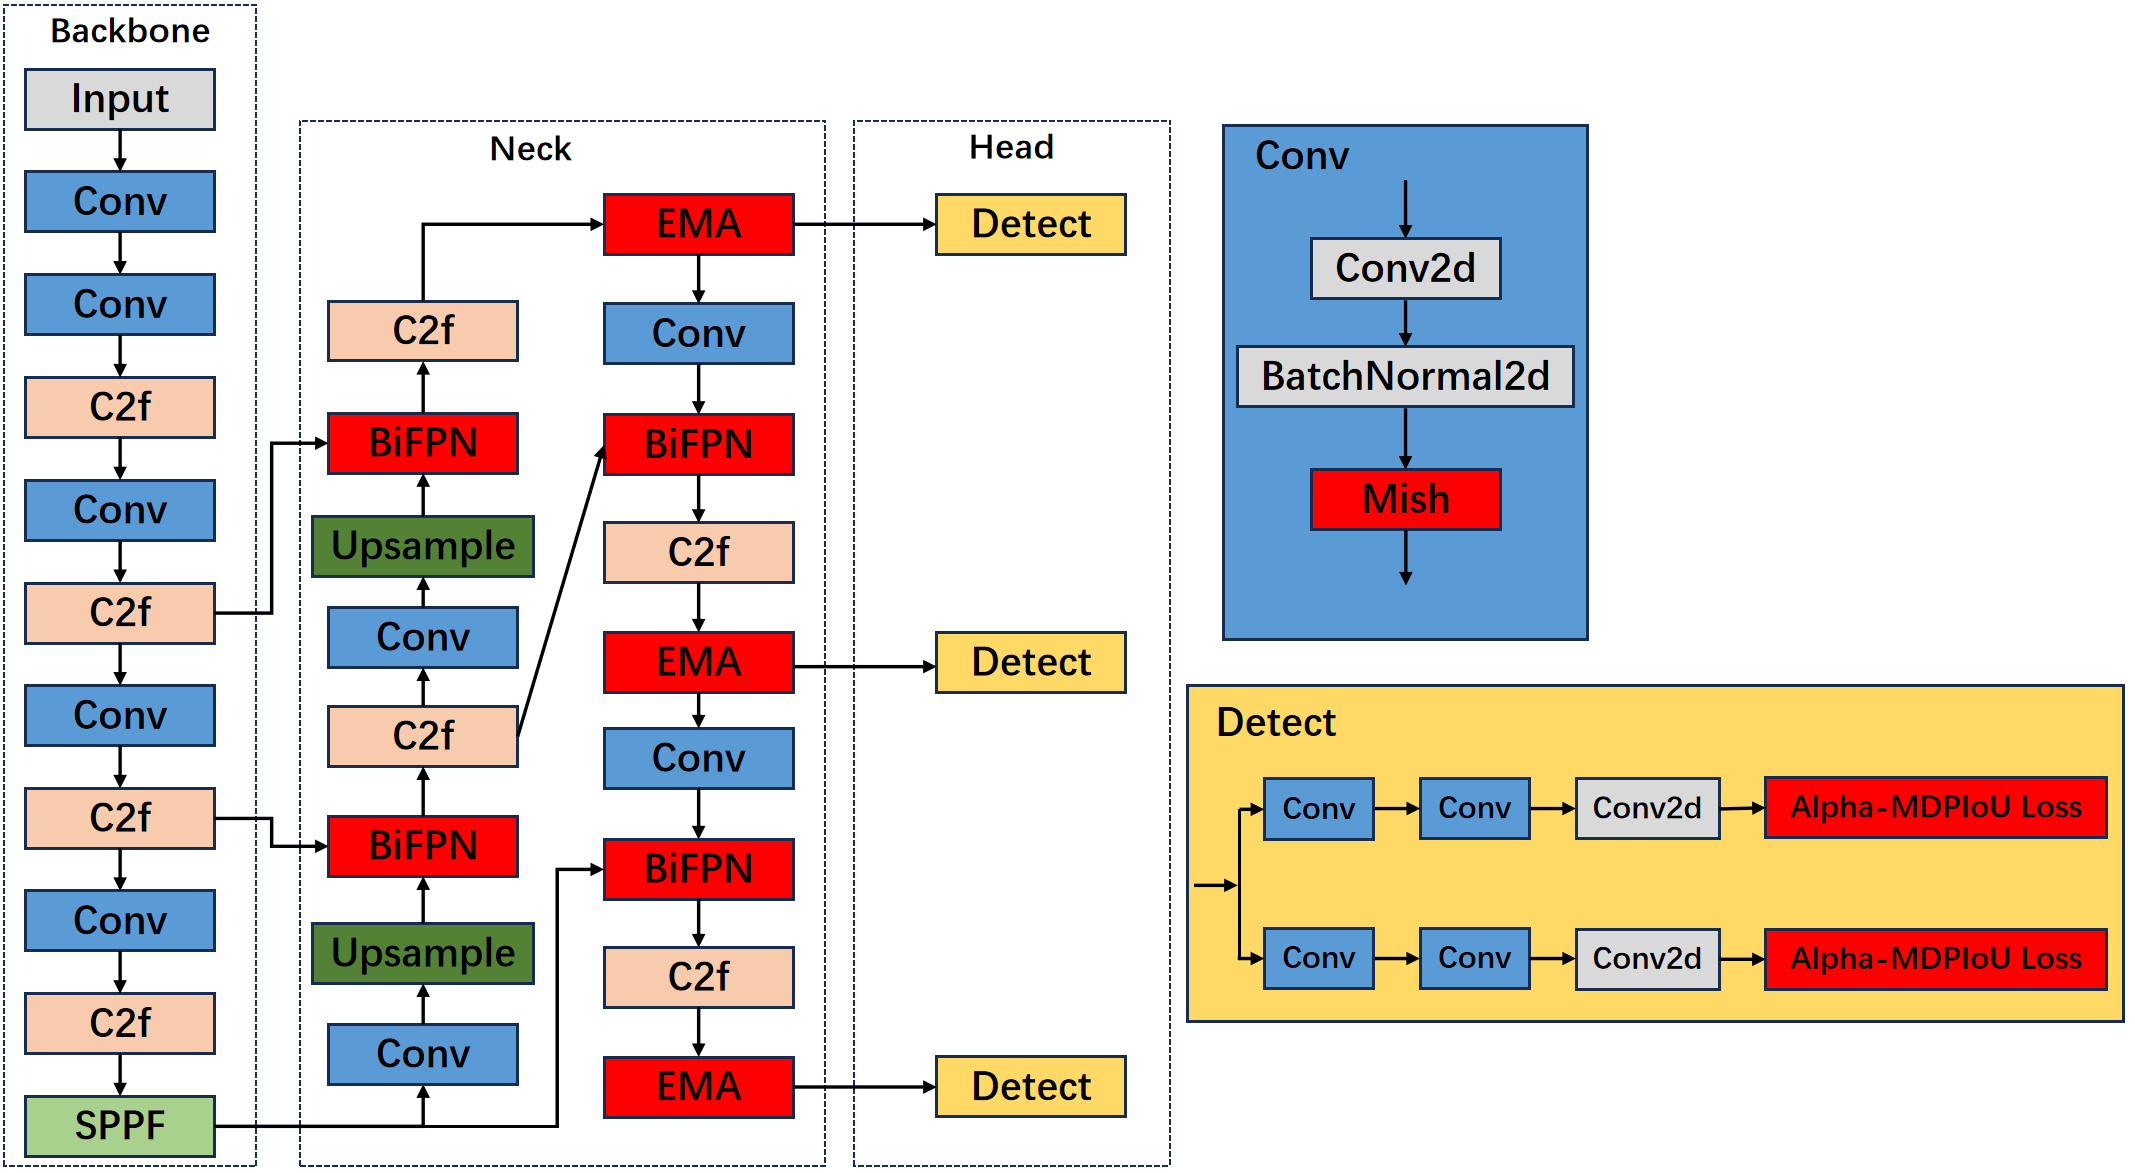 Backbone
Input
Conv
Conv
C2f
Conv
C2f
Conv
C2f
Conv
C2f
SPPF
Neck
C2f
BiFPN
Upsample
Conv
C2f
BiFPN
Upsample
Conv
EMA
Conv
BiFPN
C2f
EMA
Conv
BiFPN
C2f
EMA
Head
Detect
Detect
Detect
Conv
Conv2d
BatchNormal2d
Mish
Detect
Conv Conv Conv2d Alpha-MDPIoU Loss
Conv Conv Conv2d Alpha-MDPIoU Loss